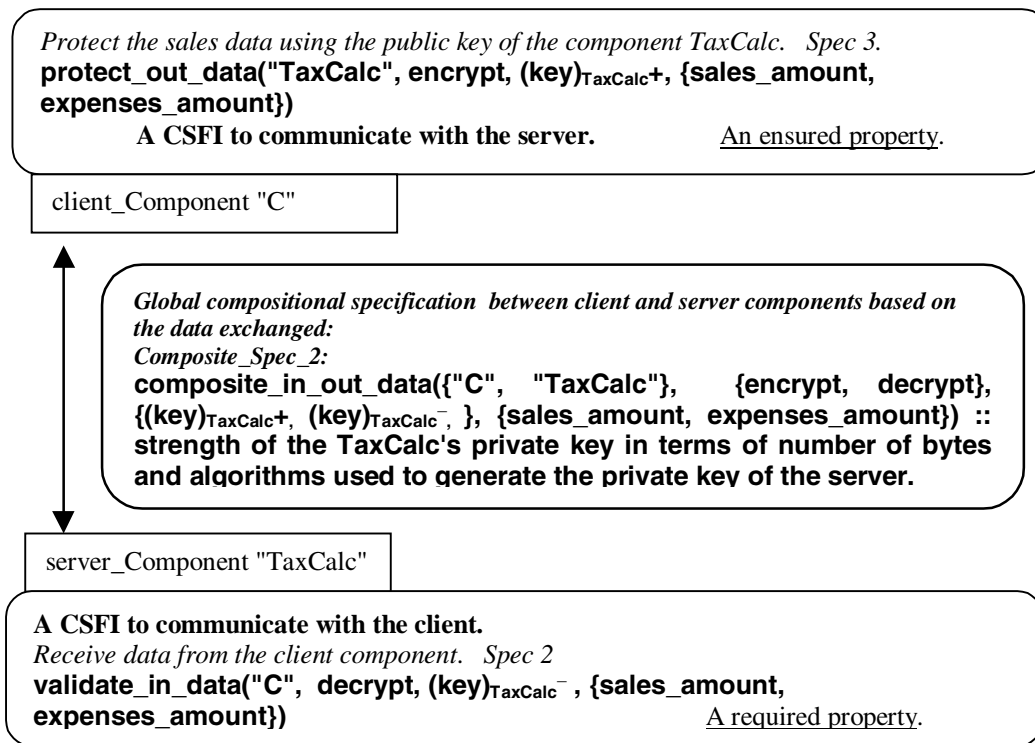 Protect the sales data using the public key of the component TaxCalc.   Spec 3.
protect_out_data("TaxCalc", encrypt, (key)TaxCalc+, {sales_amount,
expenses_amount})
A CSFI to communicate with the server.   An ensured property.
client_Component "C"
Global compositional specification between client and server components based on
the data exchanged:
Composite_Spec_2:
composite_in_out_data({"C", "TaxCalc"}, {encrypt, decrypt},
{(key)TaxCalc+, (key)TaxCalc−, }, {sales_amount, expenses_amount}) ::
strength of the TaxCalc's private key in terms of number of bytes
and algorithms used to generate the private key of the server.
server_Component "TaxCalc"
A CSFI to communicate with the client.
Receive data from the client component.   Spec 2
validate_in_data("C", decrypt, (key)TaxCalc− , {sales_amount,
expenses_amount})   A required property.